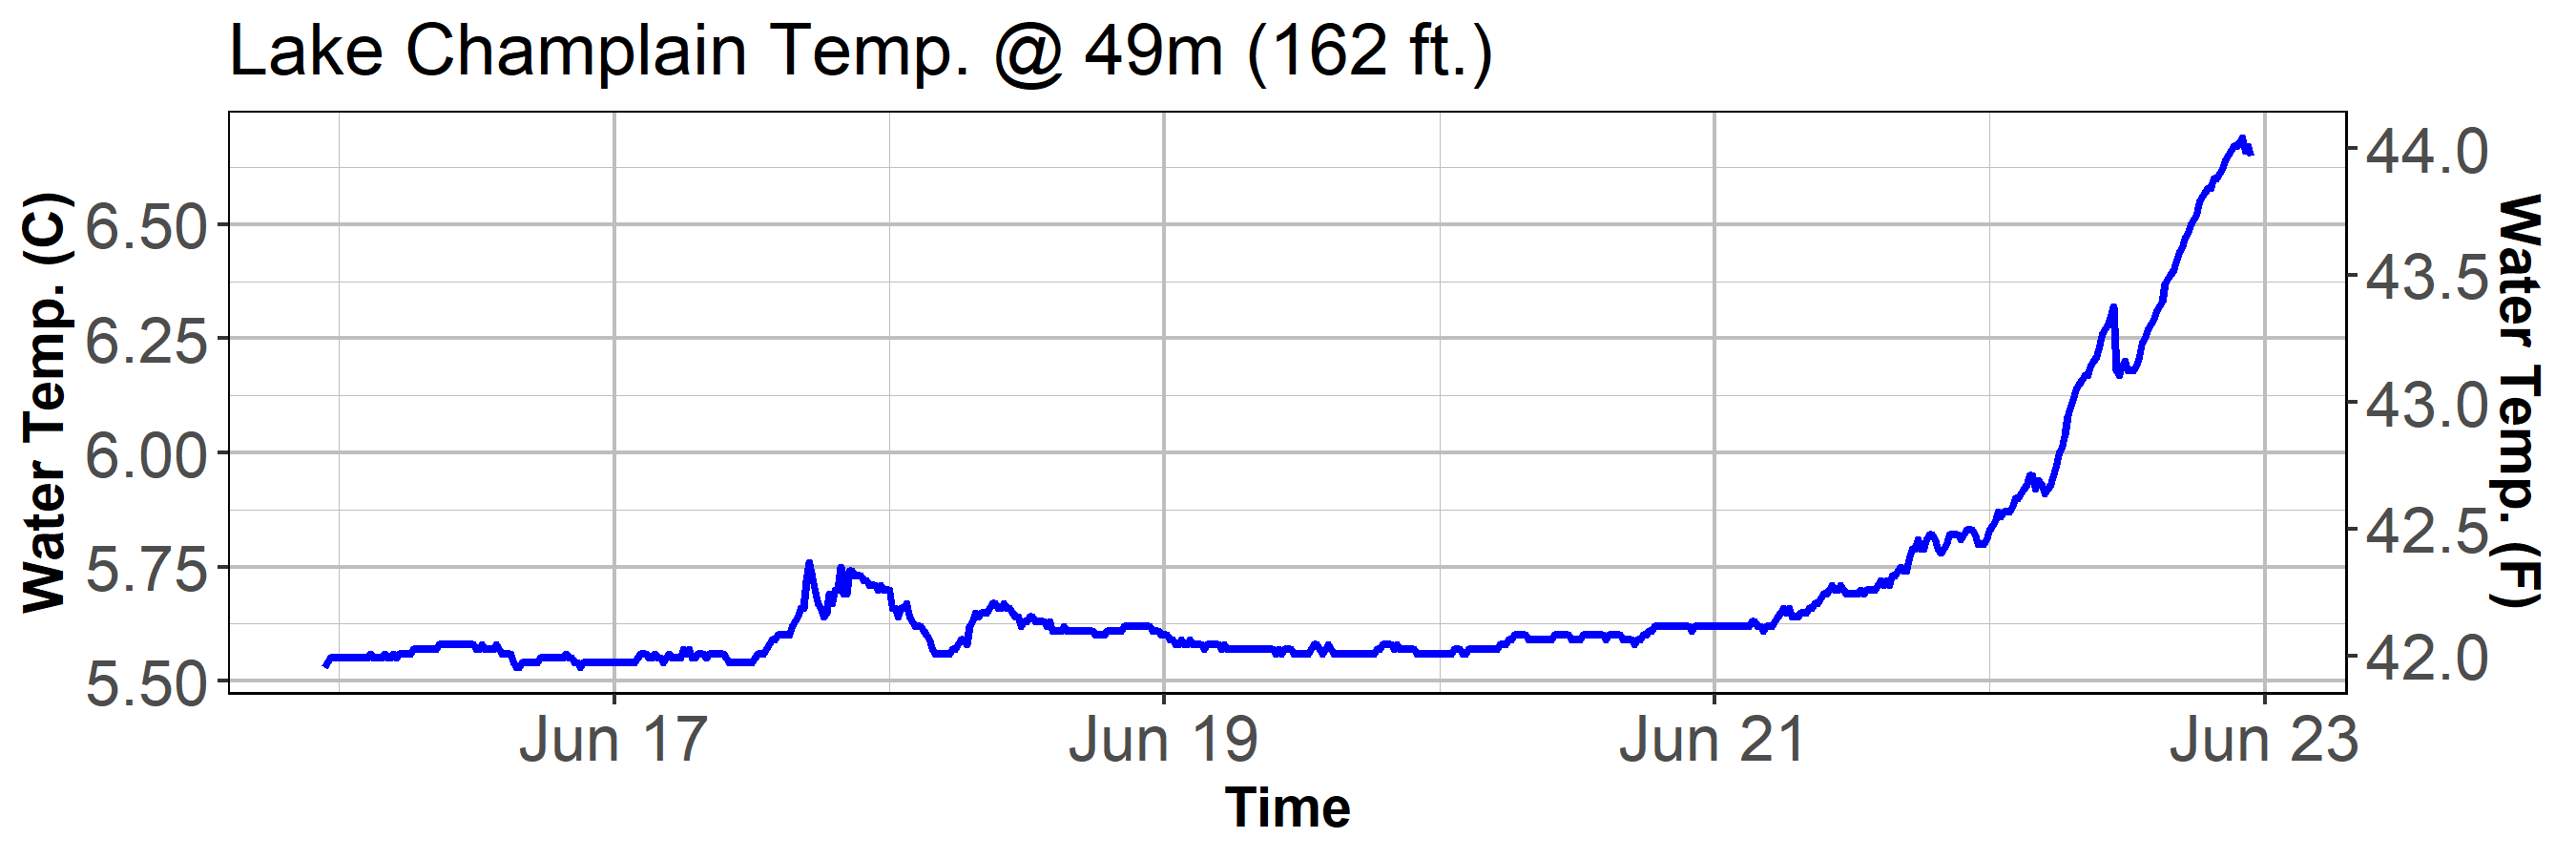 Lake Champlain Temp. @ 49m (162 ft.)
Water Temp. (C)
6.50
6.25
6.00
5.75
5.50
44.0
43.5
43.0
42.5
42.0
Water Temp. (F)
Jun 17 Jun 19 Jun 21 Jun 23
Time